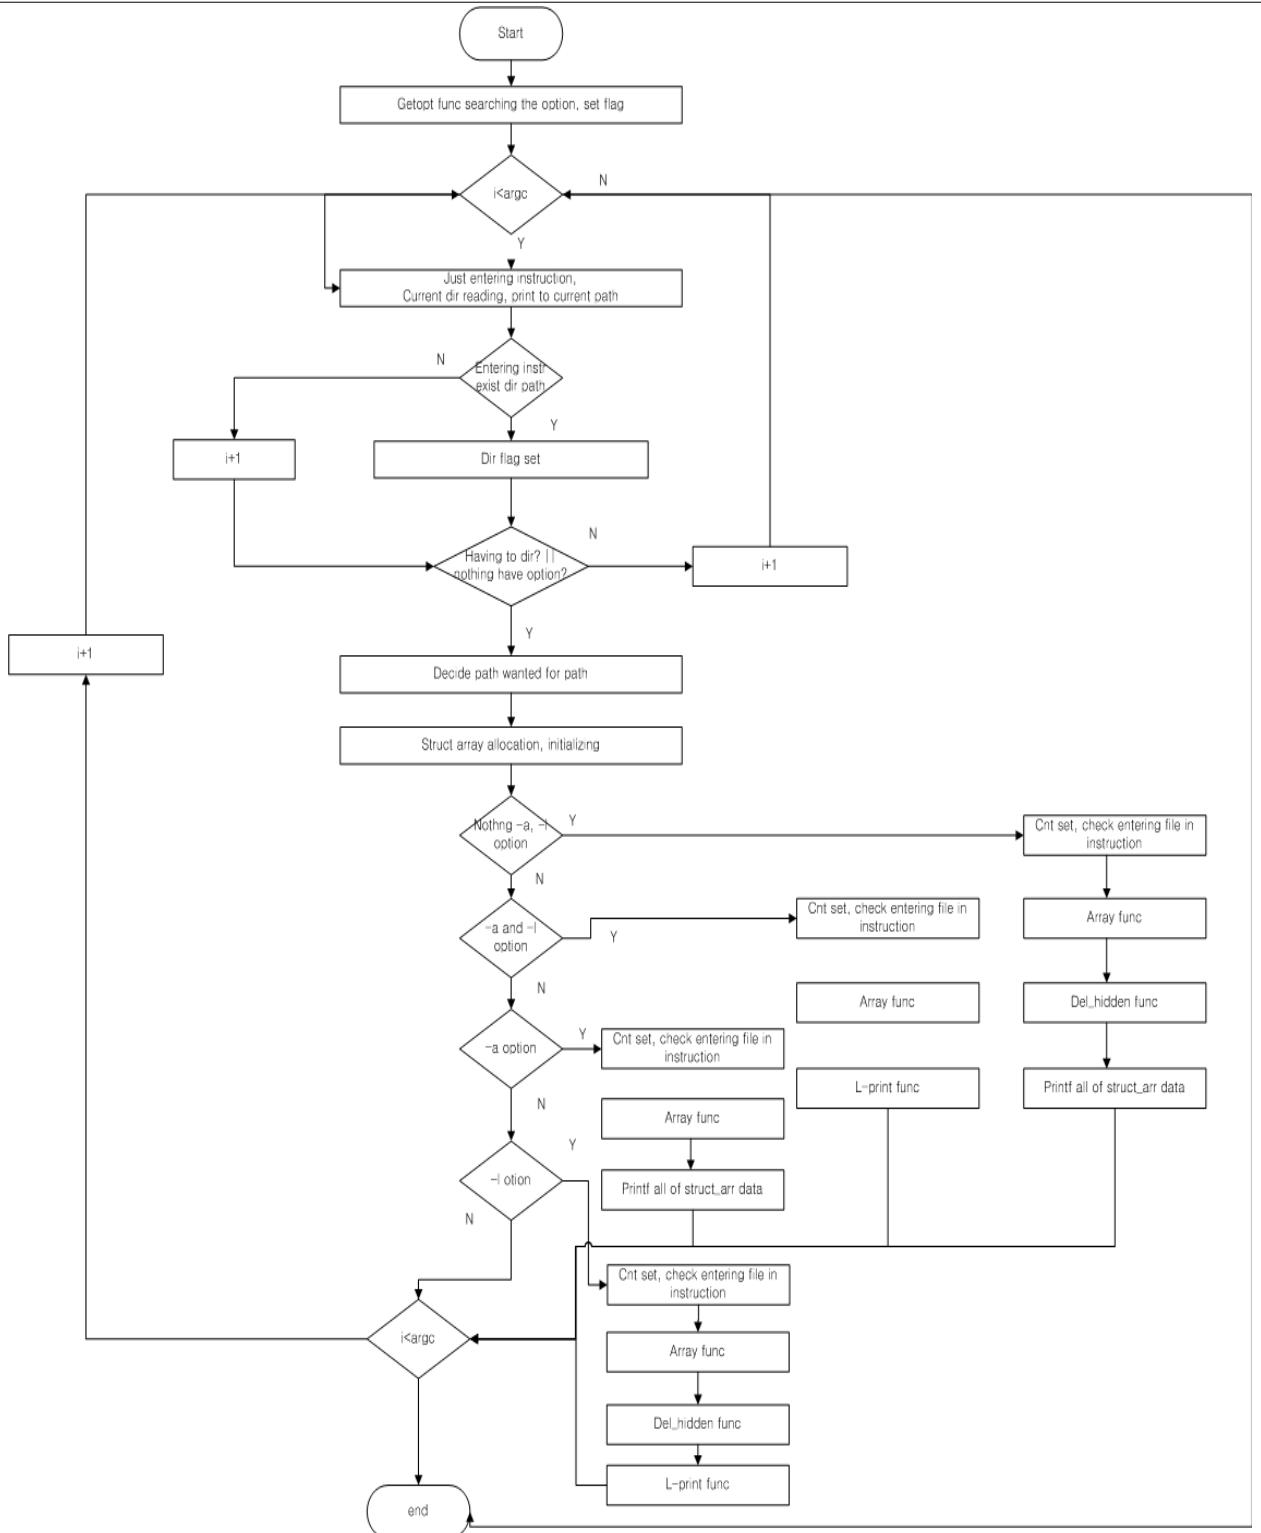 Start
Getopt func searching the option, set flag
i<argc
N
Y
Just entering instruction,
Current dir reading, print to current path
N
Entering instr
exist dir path
Y
i+1
Dir flag set
N
Having to dir? ||
nothing have option?
i+1
Y
i+1
Decide path wanted for path
Struct array allocation, initializing
Nothng -a, -l
option
Y
Cnt set, check entering file in
instruction
N
-a and -l
option
Y
Cnt set, check entering file in
instruction
Array func
N
Array func
Del_hidden func
-a option
Y
Cnt set, check entering file in
instruction
N
L-print func
Printf all of struct_arr data
Array func
Y
-l otion
Printf all of struct_arr data
N
Cnt set, check entering file in
instruction
i<argc
Array func
Del_hidden func
L-print func
end